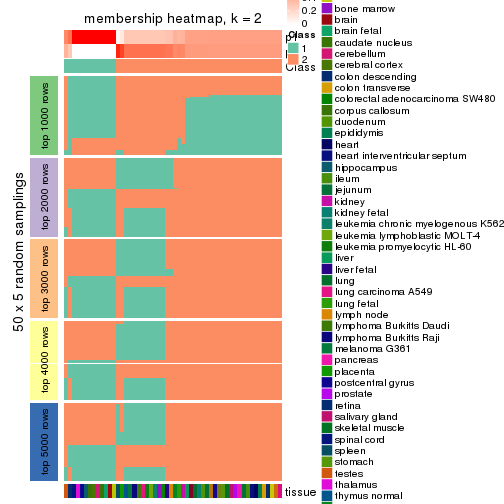 membership heatmap, k = 2
0.2
0
Class
1
2
Class
50 x 5 random samplings
top 1000 rows
top 2000 rows
top 3000 rows
top 4000 rows
top 5000 rows
tissue
bone marrow
brain
brain fetal
caudate nucleus
cerebellum
cerebral cortex
colon descending
colon transverse
colorectal adenocarcinoma SW480
corpus callosum
duodenum
epididymis
heart
heart interventricular septum
hippocampus
ileum
jejunum
kidney
kidney fetal
leukemia chronic myelogenous K562
leukemia lymphoblastic MOLT-4
leukemia promyelocytic HL-60
liver
liver fetal
lung
lung carcinoma A549
lung fetal
lymph node
lymphoma Burkitts Daudi
lymphoma Burkitts Raji
melanoma G361
pancreas
placenta
postcentral gyrus
prostate
retina
salivary gland
skeletal muscle
spinal cord
spleen
stomach
testes
thalamus
thymus normal